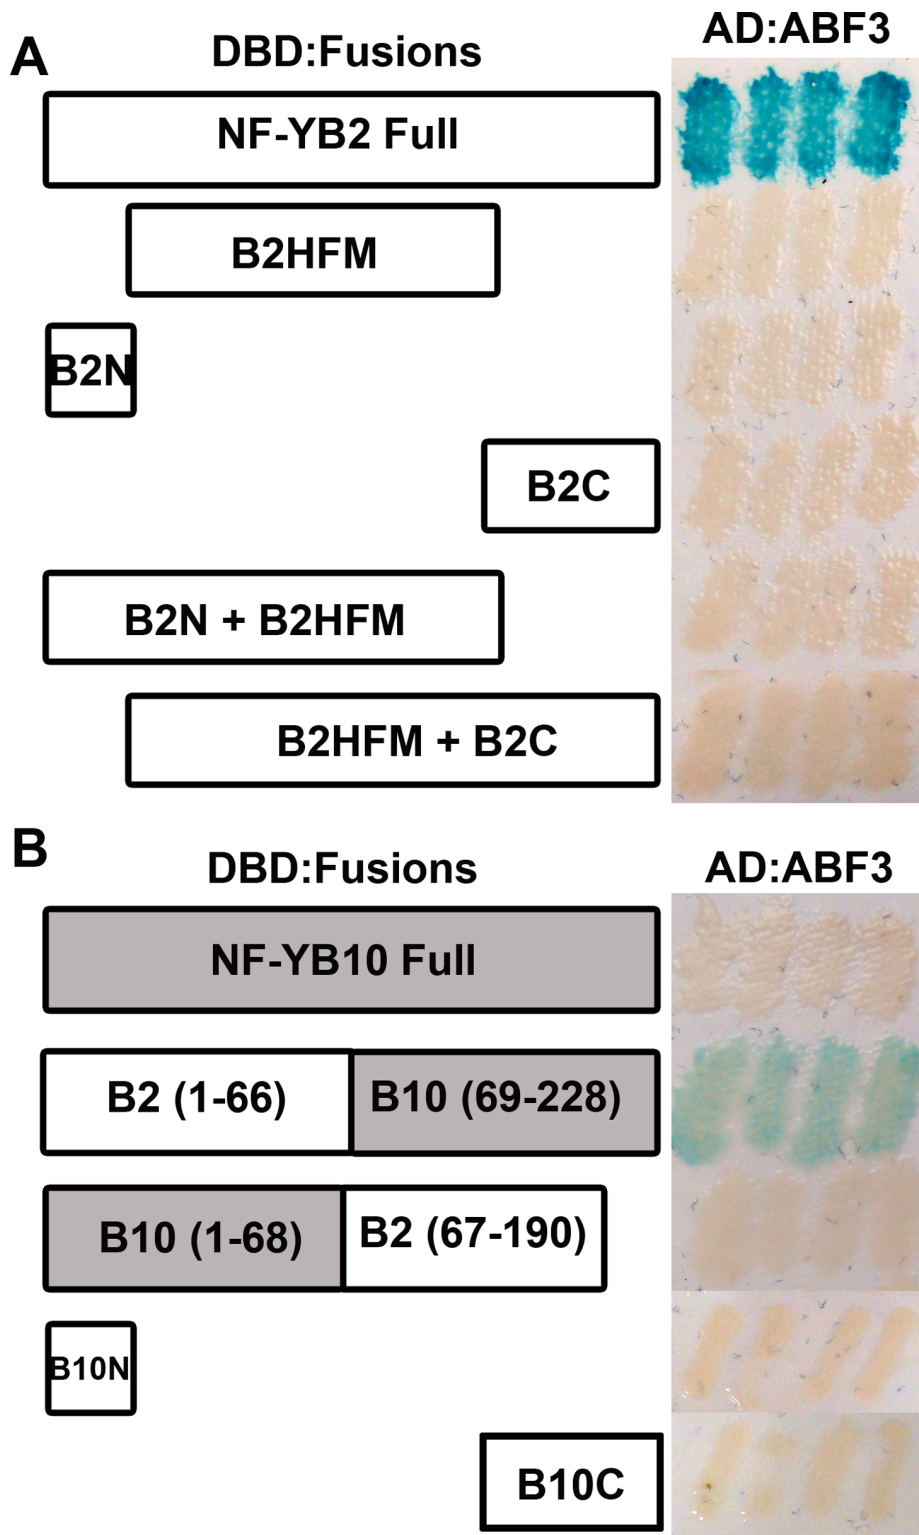 A
DBD:Fusions
AD:ABF3
NF-YB2 Full
B2HFM
B2N
B2C
B2N + B2HFM
B2HFM + B2C
B
DBD:Fusions
AD:ABF3
NF-YB10 Full
B2 (1-66)
B10 (69-228)
B10 (1-68)
B2 (67-190)
B10N
B10C